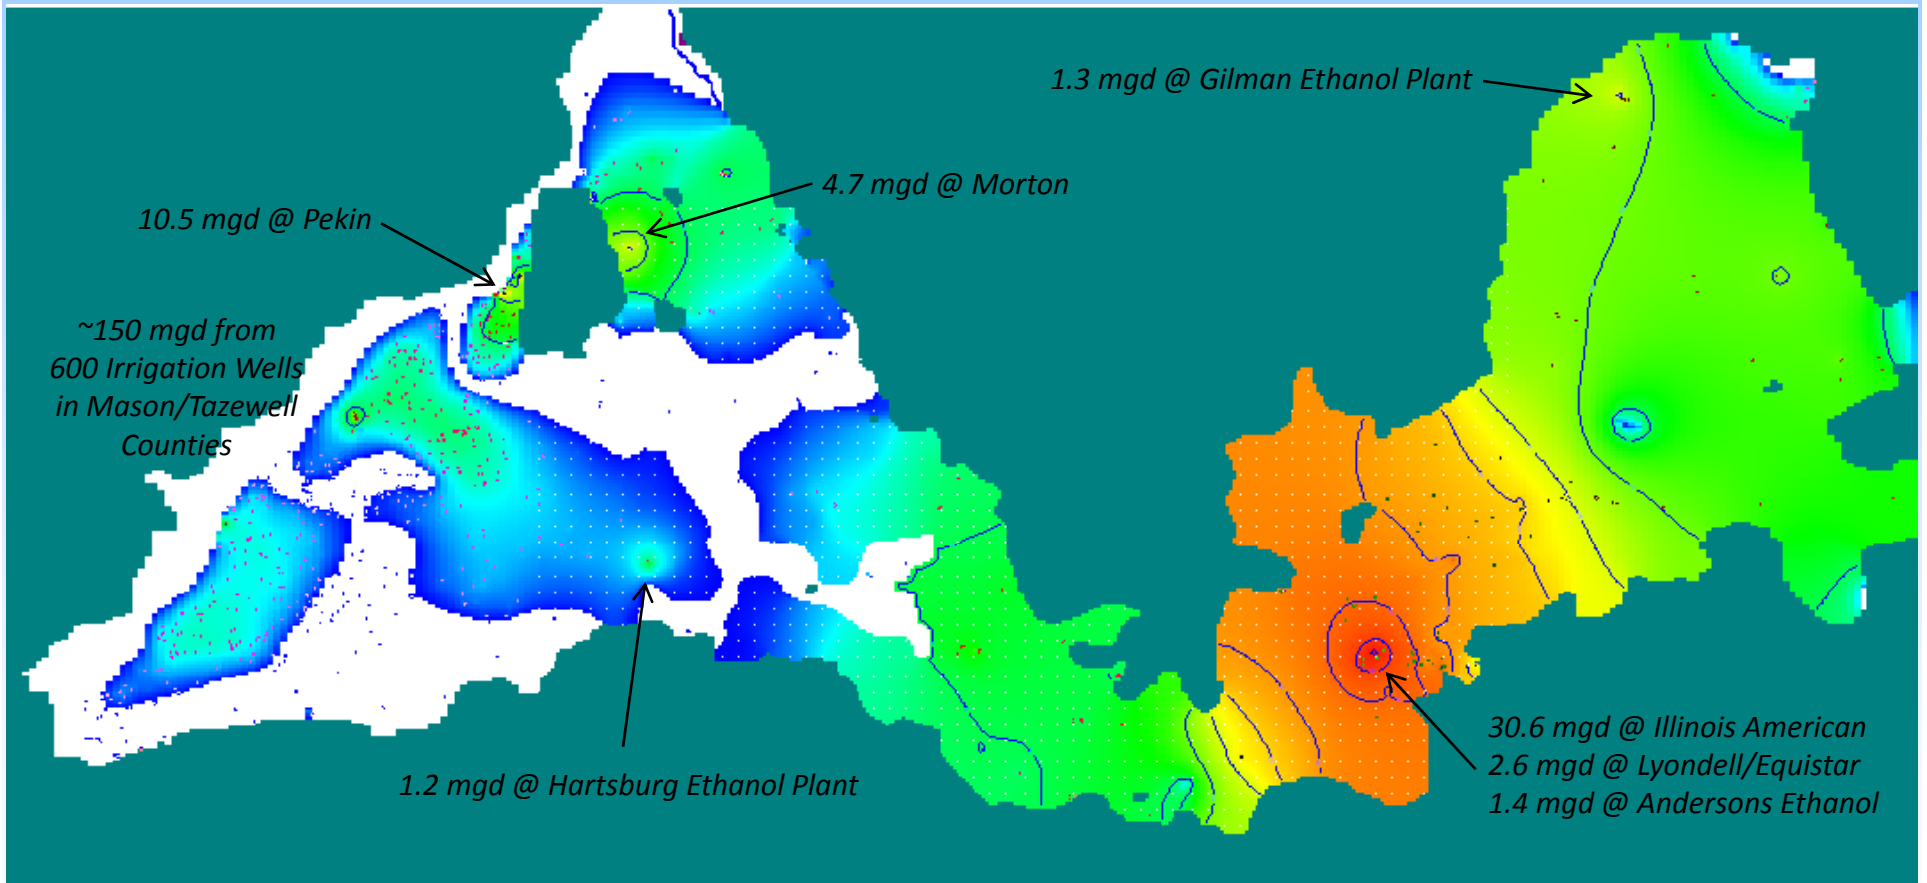 1.3 mgd @ Gilman Ethanol Plant
4.7 mgd @ Morton
10.5 mgd @ Pekin
~150 mgd from
600 Irrigation Wells
in Mason/Tazewell
Counties
30.6 mgd @ Illinois American
2.6 mgd @ Lyondell/Equistar
1.4 mgd @ Andersons Ethanol
1.2 mgd @ Hartsburg Ethanol Plant